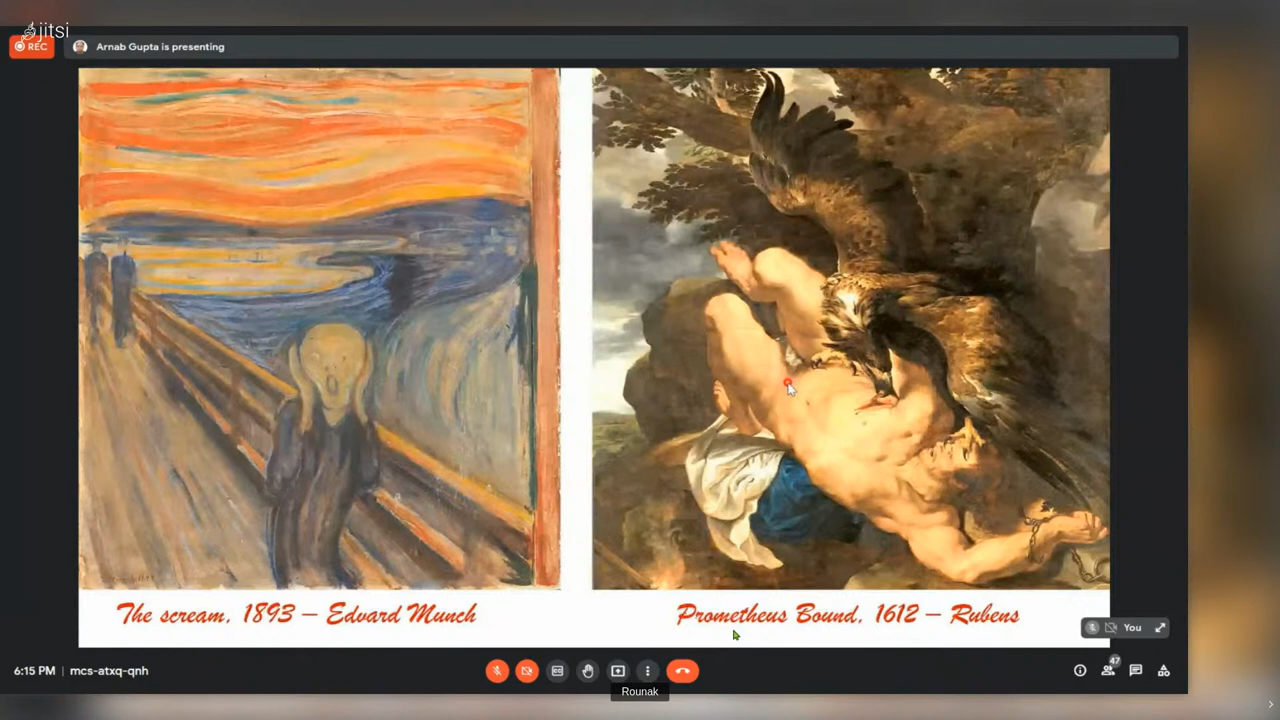 jitsi
REC
Arnab Gupta is presenting
The scream, 1893 – Edvard Munch
Prometheus Bound, 1612 – Rubens
You
6:15 PM | mcs-atxq-qnh
47
Rounak